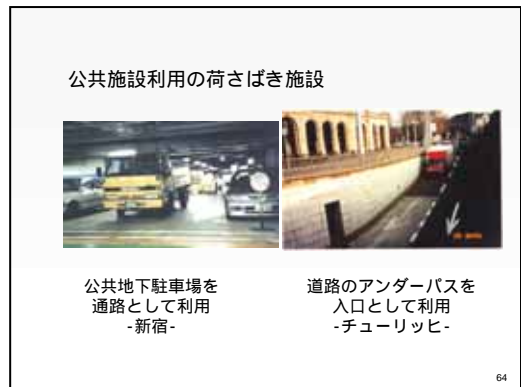 公共施設利用の荷さばき施設
公共地下駐車場を
通路として利用
-新宿-
道路のアンダーパスを
入口として利用
-チューリッヒ-
64